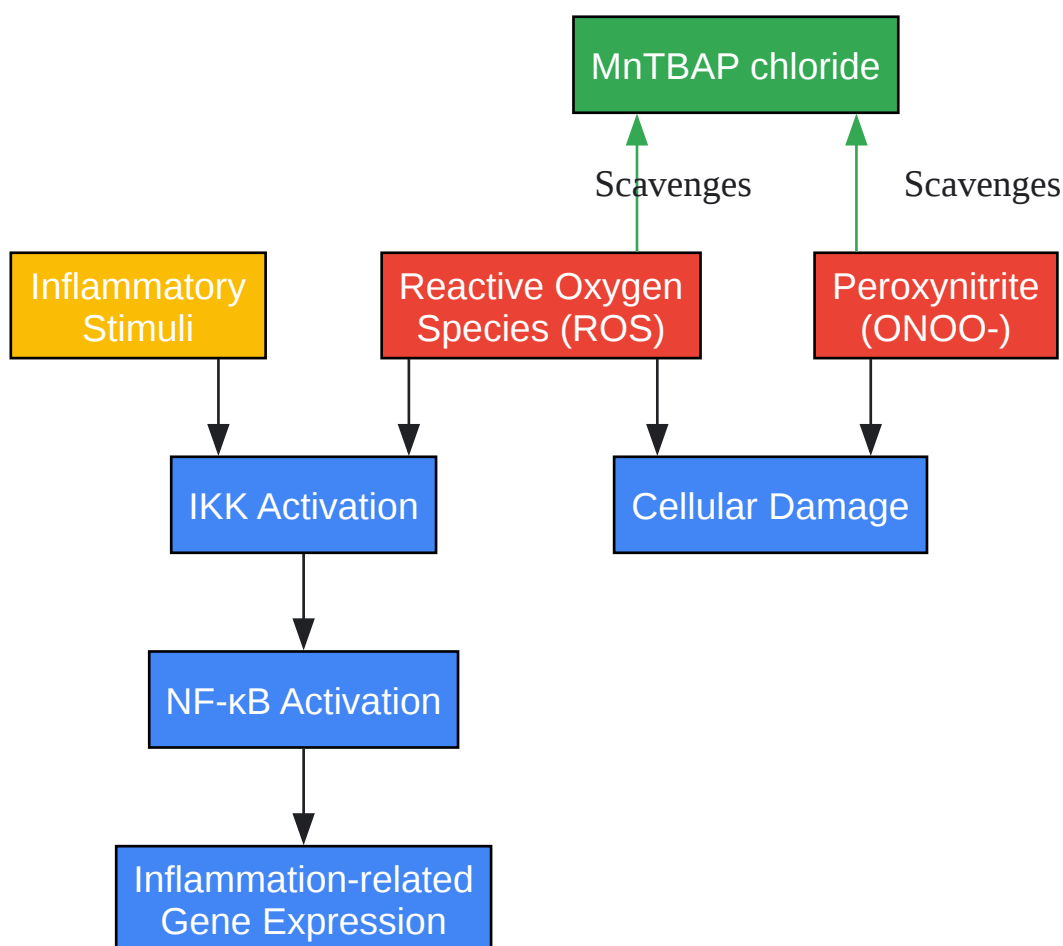 MnTBAP chloride
Scavenges
Scavenges
Inflammatory
Stimuli
Reactive Oxygen
Species (ROS)
Peroxynitrite
(ONOO-)
IKK Activation
Cellular Damage
NF-κB Activation
Inflammation-related
Gene Expression